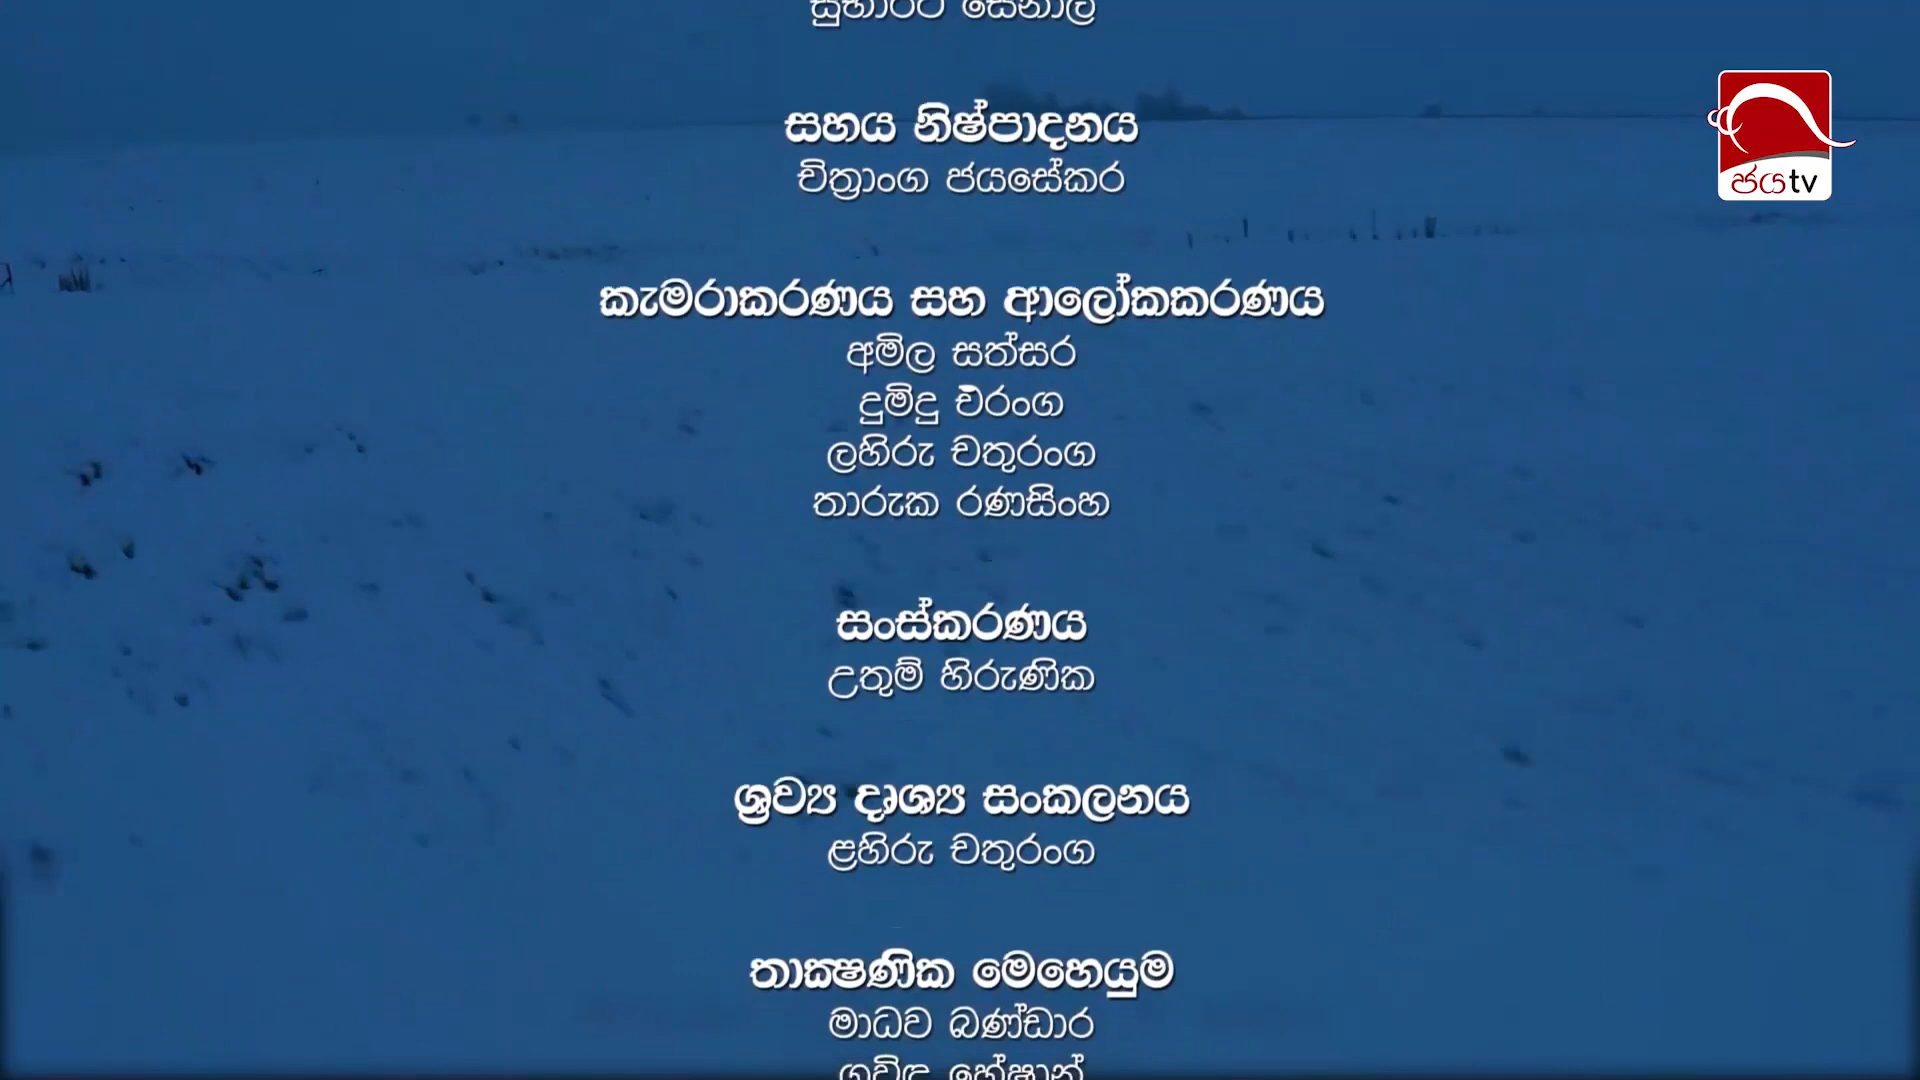 සහය නිෂ්පාදනය
චිත්‍රාංග ජයසේකර
ජයtv
කැමරාකරණය සහ ආලෝකකරණය
අමිල සත්සර
දුමිදු එරංග
ලහිරු චතුරංග
තාරුක රණසිංහ
සංස්කරණය
උතුම් හිරුණික
ශ්‍රව්‍ය දෘශ්‍ය සංකලනය
ළහිරු චතුරංග
තාක්‍ෂණික මෙහෙයුම
මාධව බණ්ඩාර